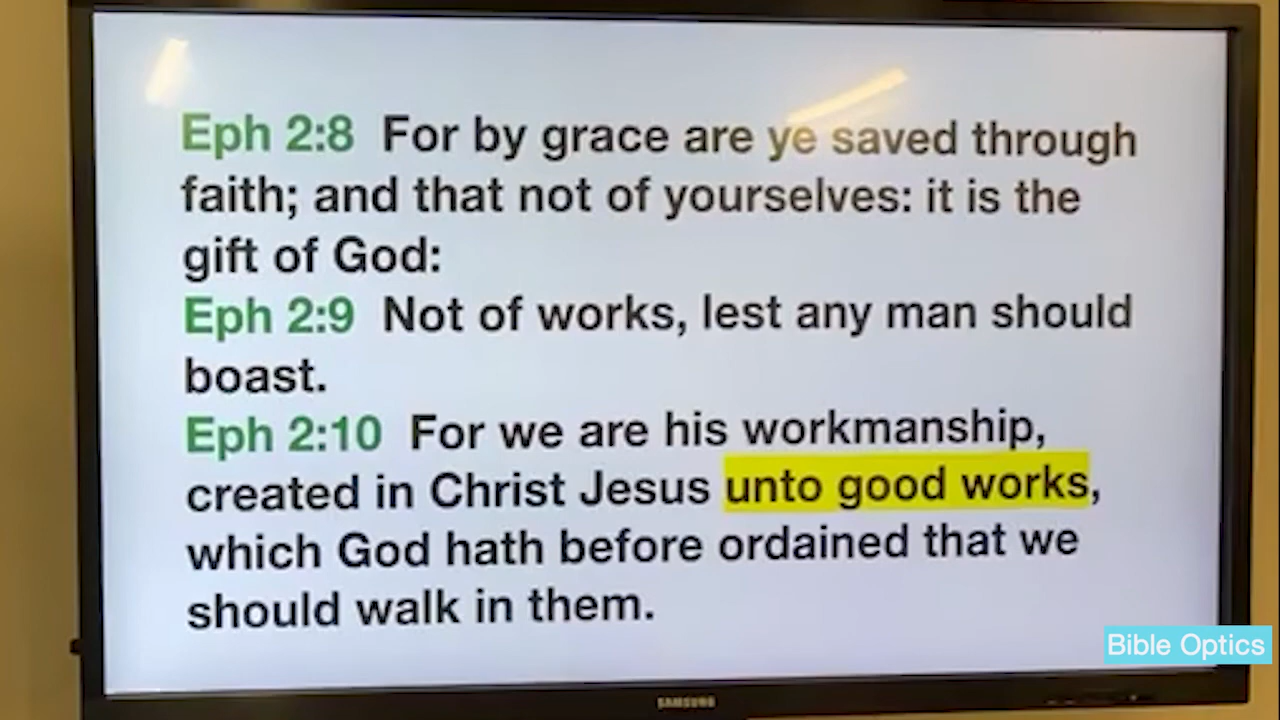 Eph 2:8 For by grace are ye saved through
faith; and that not of yourselves: it is the
gift of God:
Eph 2:9 Not of works, lest any man should
boast.
Eph 2:10 For we are his workmanship,
created in Christ Jesus unto good works,
which God hath before ordained that we
should walk in them.
Bible Optics
SAMSUNG